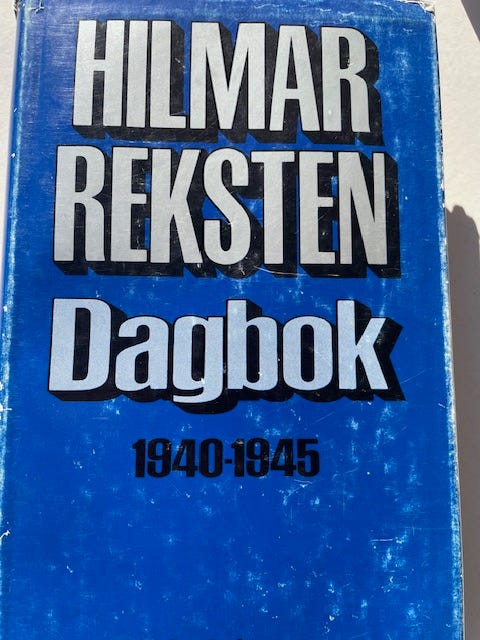 HILMAR
REKSTEN
Dagbok
1940-1945